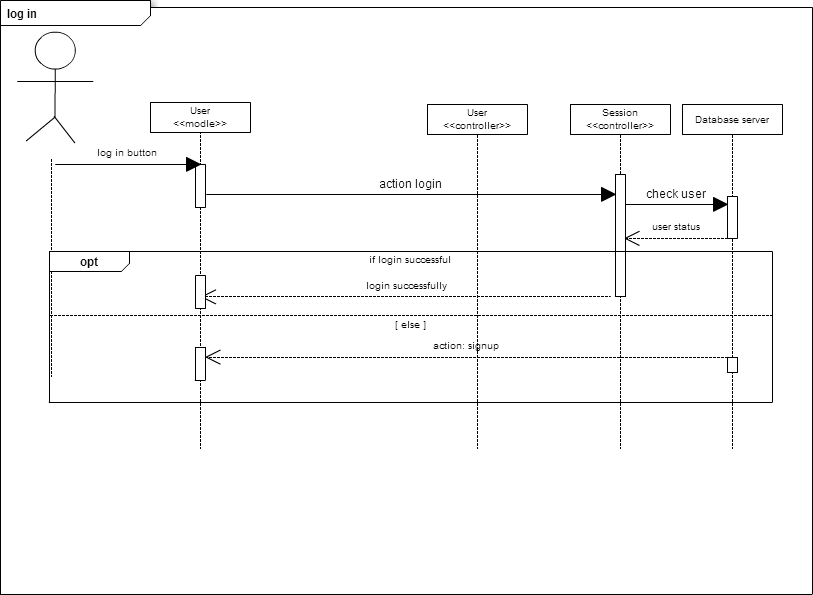 log in
User
<<modle>>
User
<<controller>>
Session
<<controller>>
Database server
log in button
action login
check user
user status
opt
if login successful
login successfully
[ else ]
action: signup